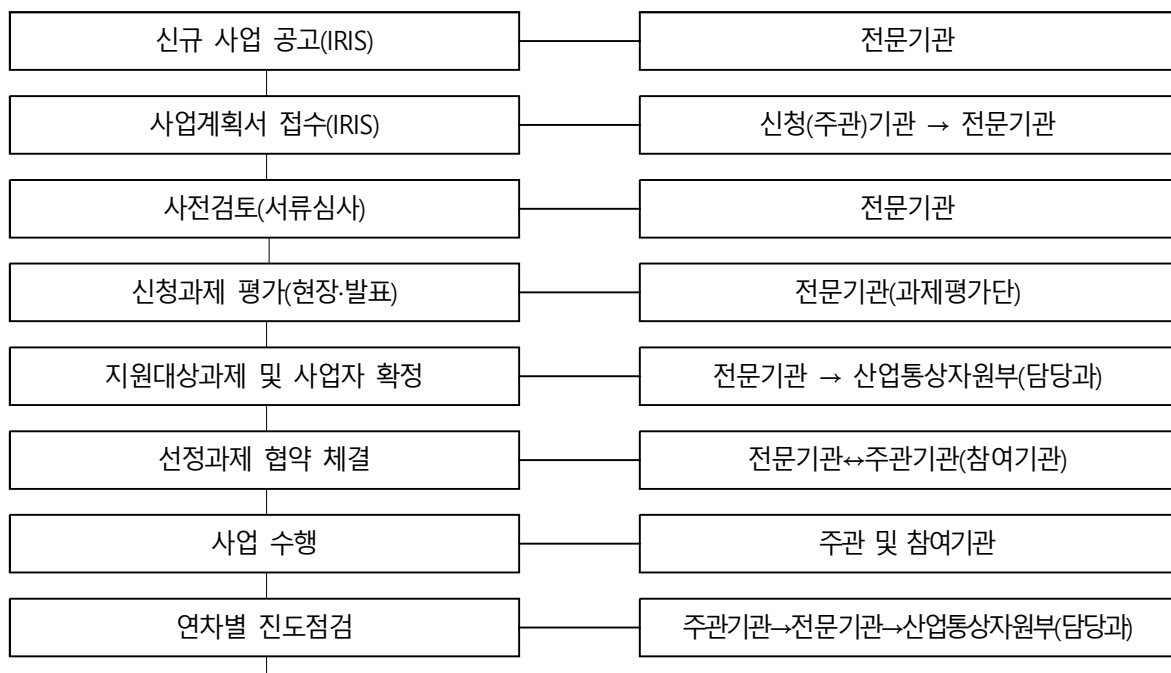 신규 사업 공고(IRIS) 전문기관
사업계획서 접수(IRIS) 신청(주관)기관 → 전문기관
사전검토(서류심사) 전문기관
신청과제 평가(현장·발표) 전문기관(과제평가단)
지원대상과제 및 사업자 확정 전문기관 → 산업통상자원부(담당과)
선정과제 협약 체결 전문기관↔주관기관(참여기관)
사업 수행 주관 및 참여기관
연차별 진도점검 주관기관→전문기관→산업통상자원부(담당과)